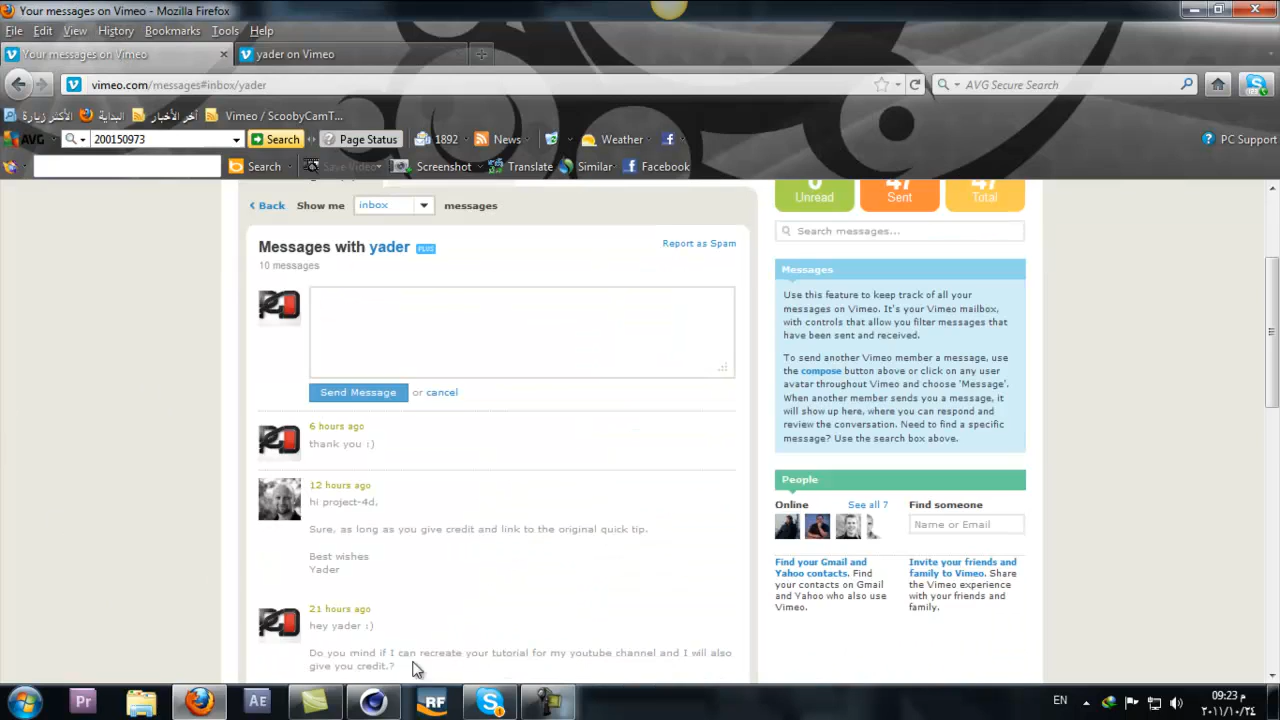 Your messages on Vimeo - Mozilla Firefox
File Edit View History Bookmarks Tools Help
Your messages on Vimeo
yader on Vimeo
vimeo.com/messages#inbox/yader
AVG Secure Search
الأكثر زيارة
البداية
آخر الأخبار
Vimeo / ScoobyCamT...
AVG
200150973
Search
Page Status
1892
News
Weather
PC Support
Search
Save Video
Screenshot
Translate
Similar
Facebook
Back Show me inbox messages
Unread
47
Sent
47
Total
Search messages...
Messages with yader PLUS
Report as Spam
10 messages
Send Message or cancel
6 hours ago
thank you :)
12 hours ago
hi project-4d,
Sure, as long as you give credit and link to the original quick tip.
Best wishes
Yader
21 hours ago
hey yader :)
Do you mind if I can recreate your tutorial for my youtube channel and I will also
give you credit.?
Messages
Use this feature to keep track of all your
messages on Vimeo. It's your Vimeo mailbox,
with controls that allow you filter messages that
have been sent and received.
To send another Vimeo member a message, use
the compose button above or click on any user
avatar throughout Vimeo and choose 'Message'.
When another member sends you a message, it
will show up here, where you can respond and
review the conversation. Need to find a specific
message? Use the search box above.
People
Online See all 7
Find someone
Name or Email
Find your Gmail and
Yahoo contacts. Find
your contacts on Gmail
and Yahoo who also use
Vimeo.
Invite your friends and
family to Vimeo. Share
the Vimeo experience
with your friends and
family.
Pr
Ae
RF
EN
09:23 م
٢٠١١/١٠/٢٤